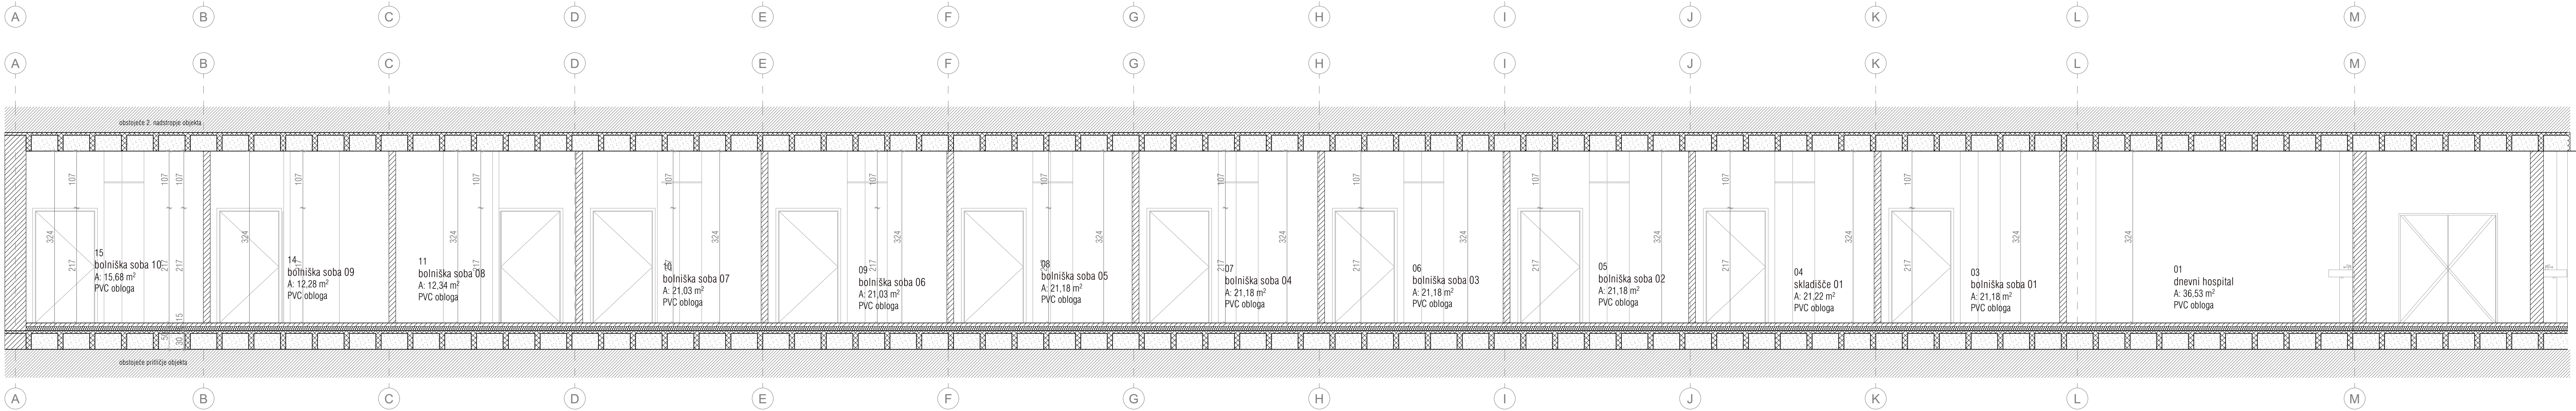 A B C D E F G H I J K L M
A B C D E F G H I J K L M
obstoječe 2. nadstropje objekta
15
bolniška soba 10
A: 15,68 m²
PVC obloga
14
bolniška soba 09
A: 12,28 m²
PVC obloga
11
bolniška soba 08
A: 12,34 m²
PVC obloga
10
bolniška soba 07
A: 21,03 m²
PVC obloga
09
bolniška soba 06
A: 21,03 m²
PVC obloga
08
bolniška soba 05
A: 21,18 m²
PVC obloga
07
bolniška soba 04
A: 21,18 m²
PVC obloga
06
bolniška soba 03
A: 21,18 m²
PVC obloga
05
bolniška soba 02
A: 21,18 m²
PVC obloga
04
skladišče 01
A: 21,22 m²
PVC obloga
03
bolniška soba 01
A: 21,18 m²
PVC obloga
01
dnevni hospital
A: 36,53 m²
PVC obloga
324 107 217 107 217 107 217 15 30
324 107 217
324 107 217
107 217 324
107 217 324
107 217 324
107 217 324
107 217 324
107 217 324
107 217 324
107 217 324
324
obstoječe pritličje objekta
A B C D E F G H I J K L M